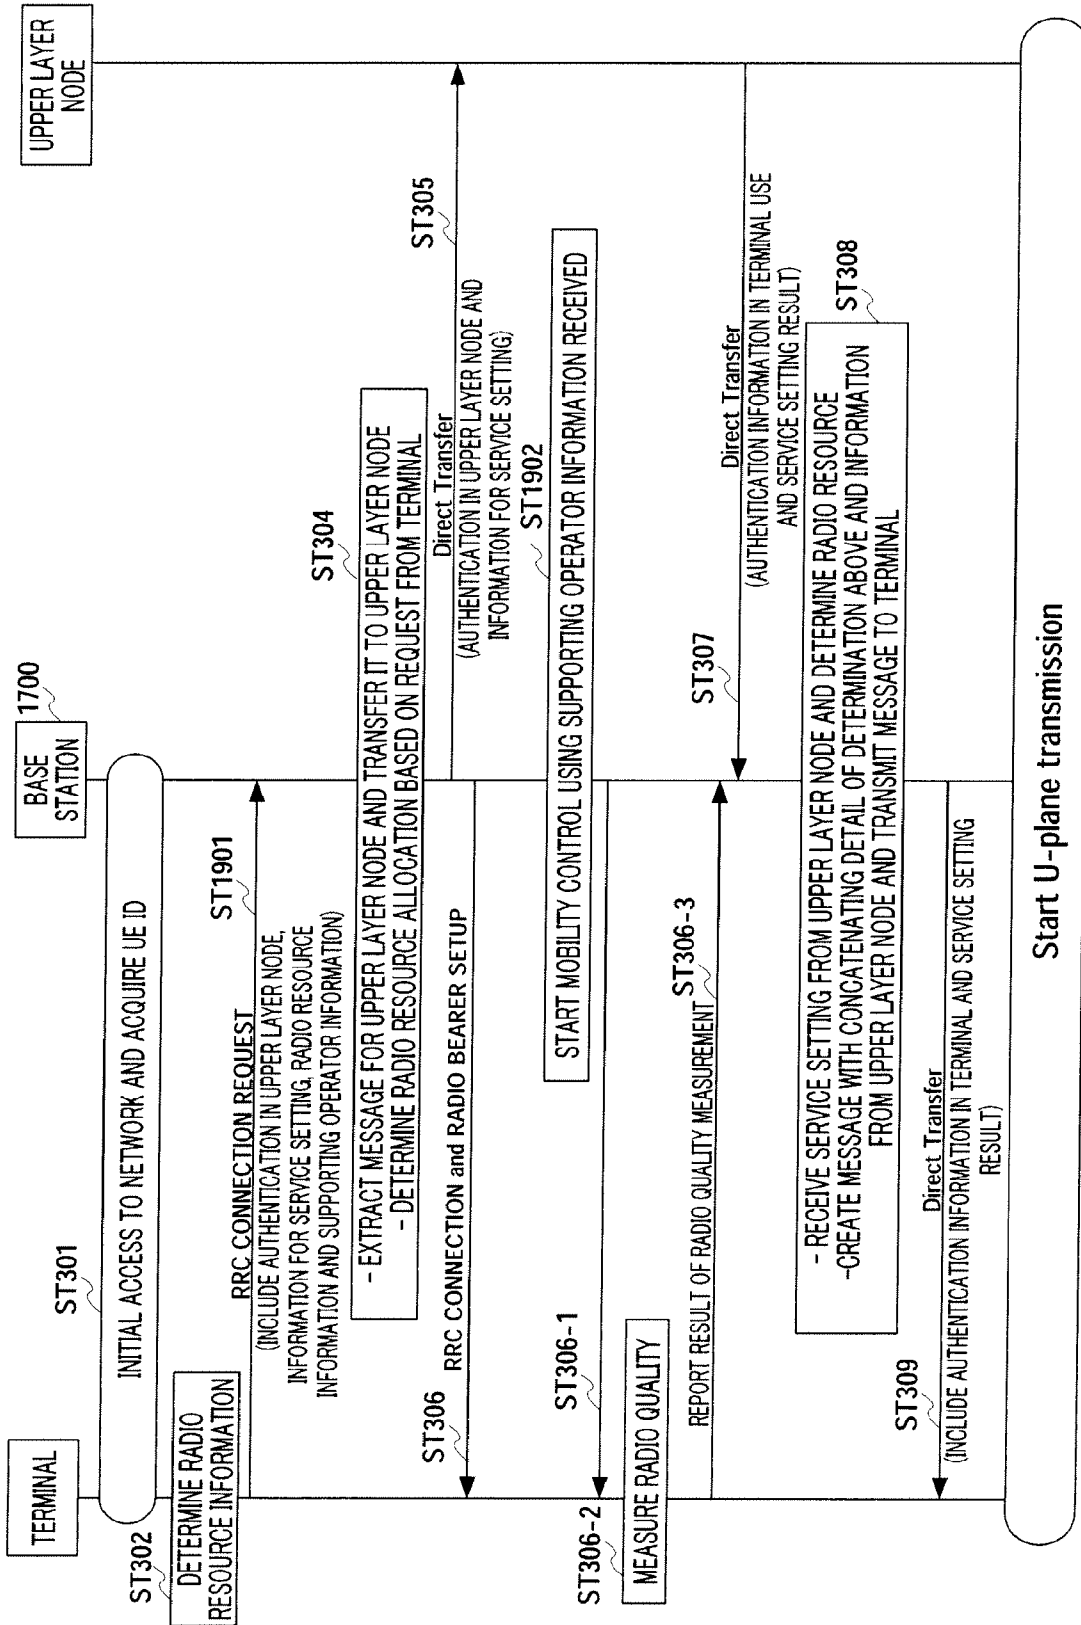 TERMINAL
BASE
STATION
1700
UPPER LAYER
NODE
ST301
INITIAL ACCESS TO NETWORK AND ACQUIRE UE ID
ST302
DETERMINE RADIO
RESOURCE INFORMATION
ST1901
RRC CONNECTION REQUEST
(INCLUDE AUTHENTICATION IN UPPER LAYER NODE,
INFORMATION FOR SERVICE SETTING, RADIO RESOURCE
INFORMATION AND SUPPORTING OPERATOR INFORMATION)
ST304
- EXTRACT MESSAGE FOR UPPER LAYER NODE AND TRANSFER IT TO UPPER LAYER NODE
- DETERMINE RADIO RESOURCE ALLOCATION BASED ON REQUEST FROM TERMINAL
ST305
Direct Transfer
(AUTHENTICATION IN UPPER LAYER NODE AND
INFORMATION FOR SERVICE SETTING)
ST306
RRC CONNECTION and RADIO BEARER SETUP
ST1902
START MOBILITY CONTROL USING SUPPORTING OPERATOR INFORMATION RECEIVED
ST306-1
ST306-2
MEASURE RADIO QUALITY
REPORT RESULT OF RADIO QUALITY MEASUREMENT
ST306-3
ST307
Direct Transfer
(AUTHENTICATION INFORMATION IN TERMINAL USE
AND SERVICE SETTING RESULT)
ST308
- RECEIVE SERVICE SETTING FROM UPPER LAYER NODE AND DETERMINE RADIO RESOURCE
-CREATE MESSAGE WITH CONCATENATING DETAIL OF DETERMINATION ABOVE AND INFORMATION
FROM UPPER LAYER NODE AND TRANSMIT MESSAGE TO TERMINAL
ST309
Direct Transfer
(INCLUDE AUTHENTICATION INFORMATION IN TERMINAL AND SERVICE SETTING
RESULT)
Start U-plane transmission